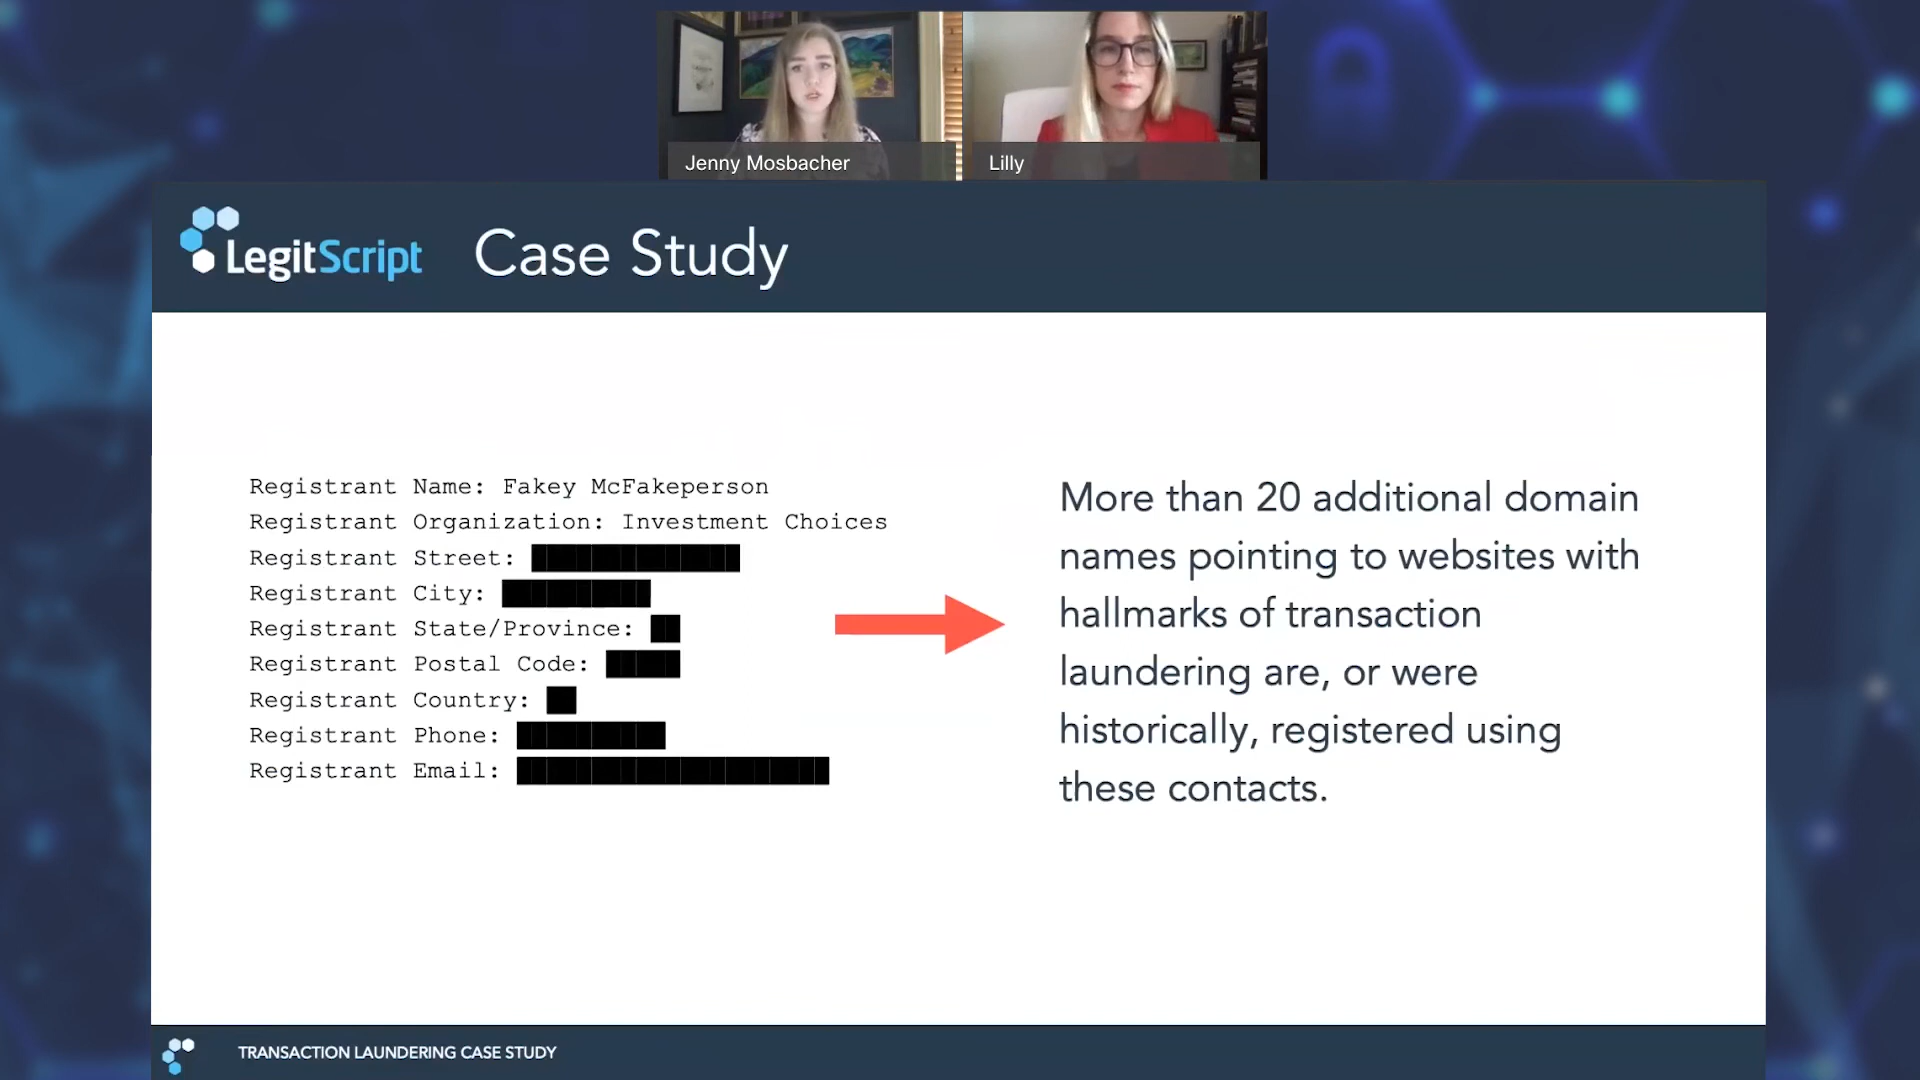 Jenny Mosbacher
Lilly
LegitScript
Case Study
Registrant Name: Fakey McFakeperson
Registrant Organization: Investment Choices
Registrant Street:
Registrant City:
Registrant State/Province:
Registrant Postal Code:
Registrant Country:
Registrant Phone:
Registrant Email:
More than 20 additional domain
names pointing to websites with
hallmarks of transaction
laundering are, or were
historically, registered using
these contacts.
TRANSACTION LAUNDERING CASE STUDY